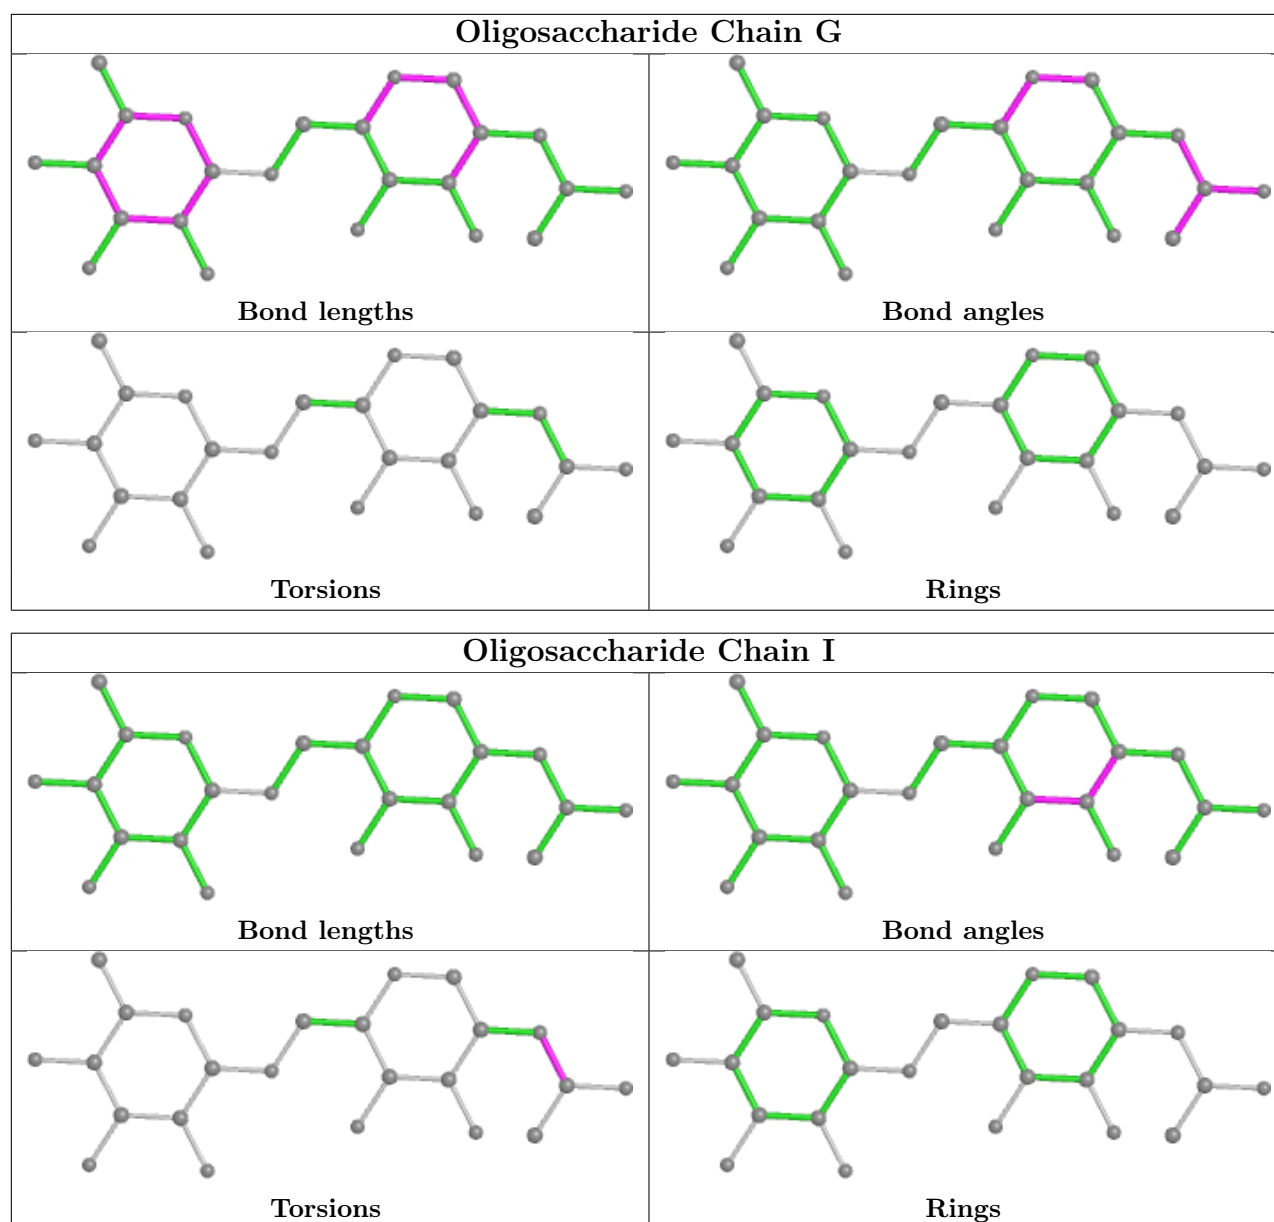 Oligosaccharide Chain G
Bond lengths
Bond angles
Torsions
Rings
Oligosaccharide Chain I
Bond lengths
Bond angles
Torsions
Rings